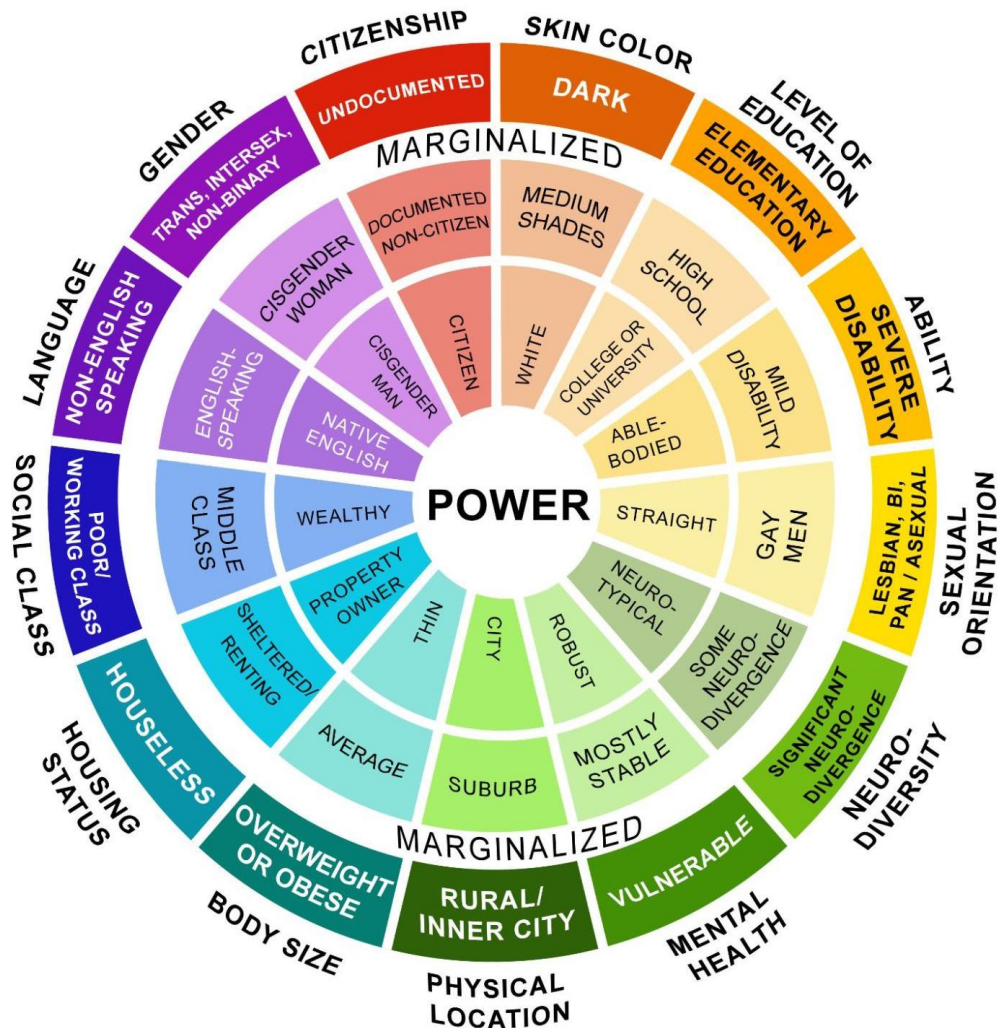 CITIZENSHIP
UNDOCUMENTED
DOCUMENTED
NON-CITIZEN
CITIZEN
SKIN COLOR
DARK
MEDIUM
SHADES
WHITE
LEVEL OF
EDUCATION
ELEMENTARY
EDUCATION
HIGH
SCHOOL
COLLEGE OR
UNIVERSITY
ABILITY
SEVERE
DISABILITY
MILD
DISABILITY
ABLE-
BODIED
SEXUAL
ORIENTATION
LESBIAN, BI,
PAN / ASEXUAL
GAY
MEN
STRAIGHT
NEURO-
DIVERSITY
SIGNIFICANT
NEURO-
DIVERGENCE
SOME
NEURO-
DIVERGENCE
NEURO-
TYPICAL
MENTAL
HEALTH
VULNERABLE
MOSTLY
STABLE
ROBUST
PHYSICAL
LOCATION
RURAL/
INNER CITY
SUBURB
CITY
BODY SIZE
OVERWEIGHT
OR OBESE
AVERAGE
THIN
HOUSING
STATUS
HOUSELESS
SHELTERED/
RENTING
PROPERTY
OWNER
SOCIAL CLASS
POOR/
WORKING CLASS
MIDDLE
CLASS
WEALTHY
LANGUAGE
NON-ENGLISH
SPEAKING
ENGLISH-
SPEAKING
NATIVE
ENGLISH
GENDER
TRANS, INTERSEX,
NON-BINARY
CISGENDER
WOMAN
CISGENDER
MAN
MARGINALIZED
POWER
MARGINALIZED